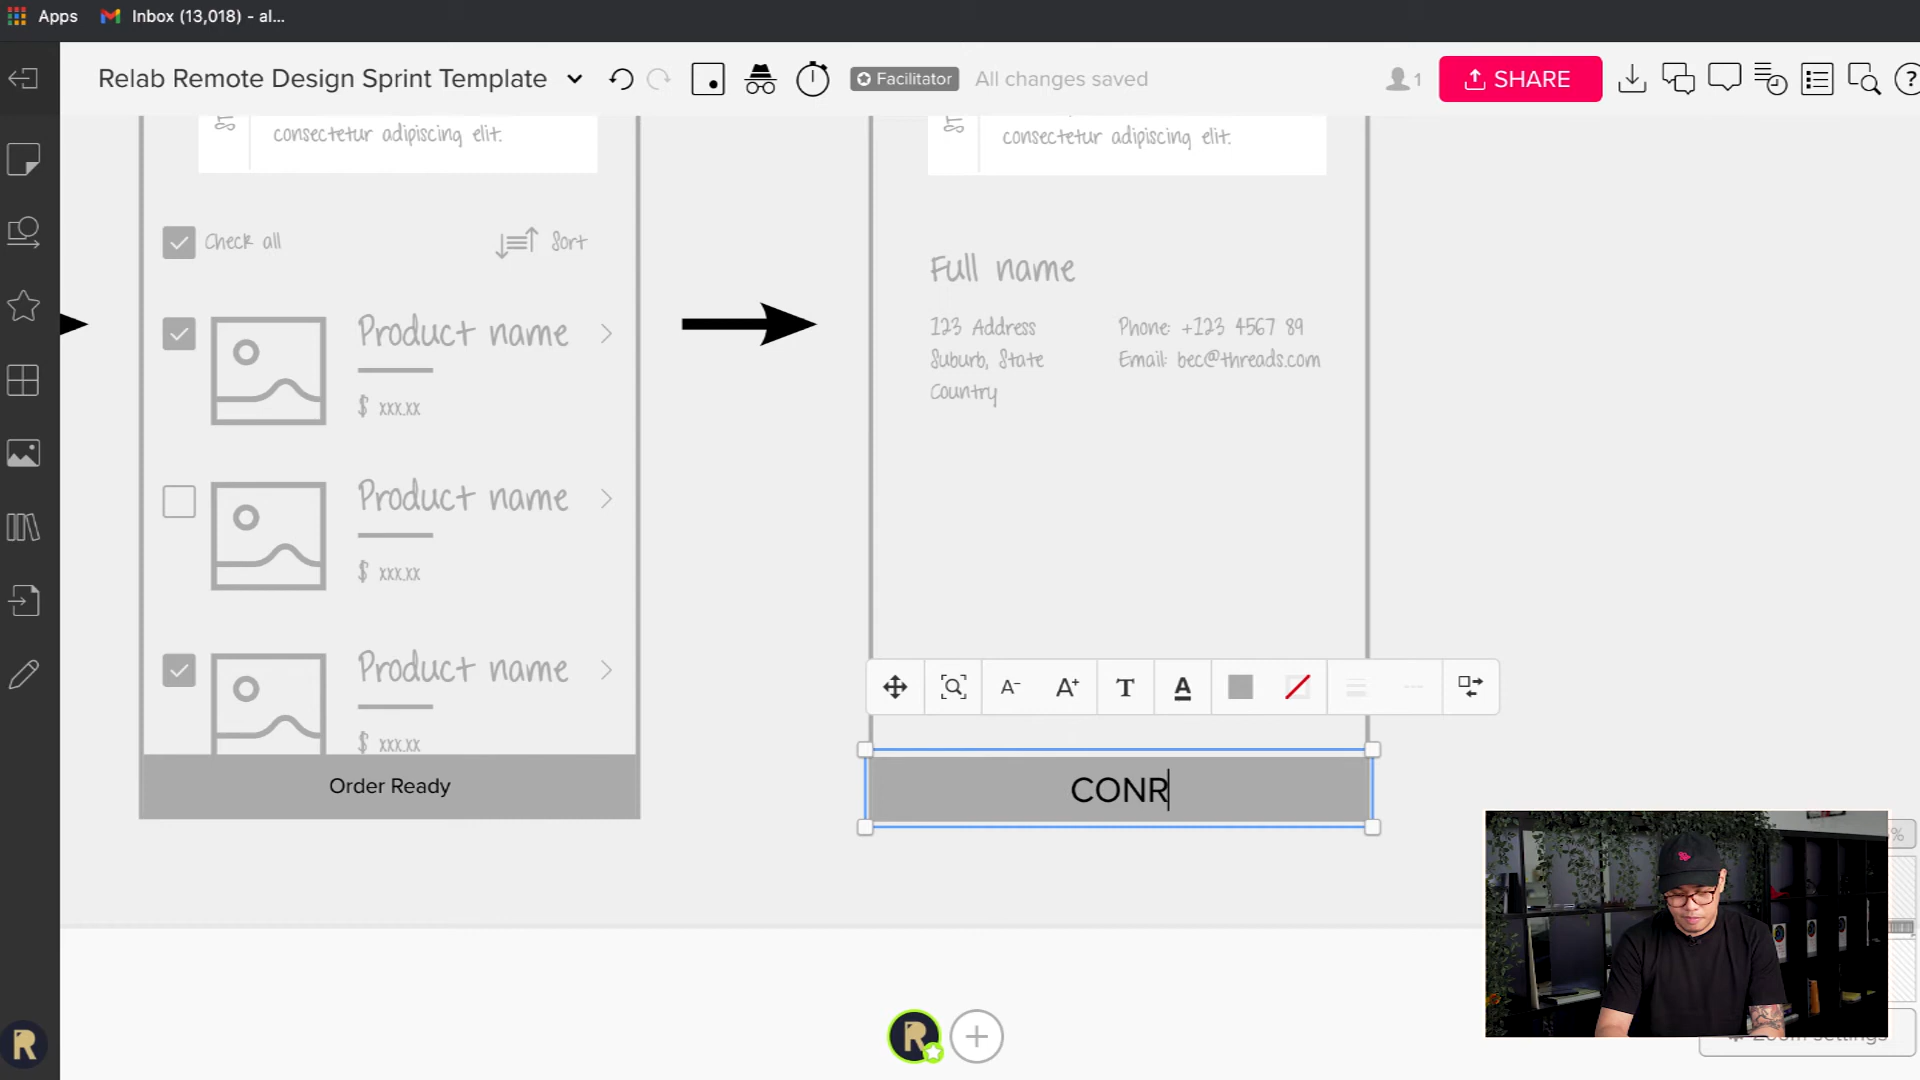 Apps
Inbox (13,018) - al...
Relab Remote Design Sprint Template
Facilitator
All changes saved
1
SHARE
?
consectetur adipiscing elit.
consectetur adipiscing elit.
Check all
Sort
Product name
$ xxx.xx
Product name
$ xxx.xx
Product name
$ xxx.xx
Order Ready
Full name
123 Address
Suburb, State
Country
Phone: +123 4567 89
Email: bec@threads.com
A-
A+
T
A
CONR
%
R
R
Zoom settings